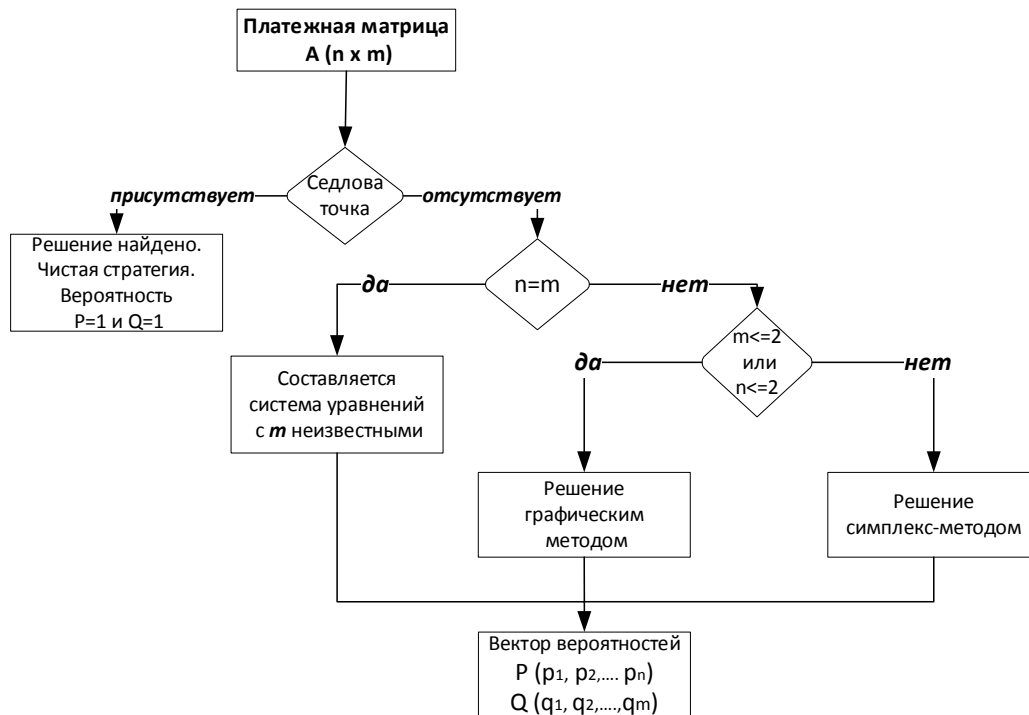 Платежная матрица
A (n x m)
Седлова
точка
присутствует
отсутствует
Решение найдено.
Чистая стратегия.
Вероятность
P=1 и Q=1
n=m
да
нет
m<=2
или
n<=2
да
нет
Составляется
система уравнений
с m неизвестными
Решение
графическим
методом
Решение
симплекс-методом
Вектор вероятностей
P (p1, p2,.... pn)
Q (q1, q2,....,qm)